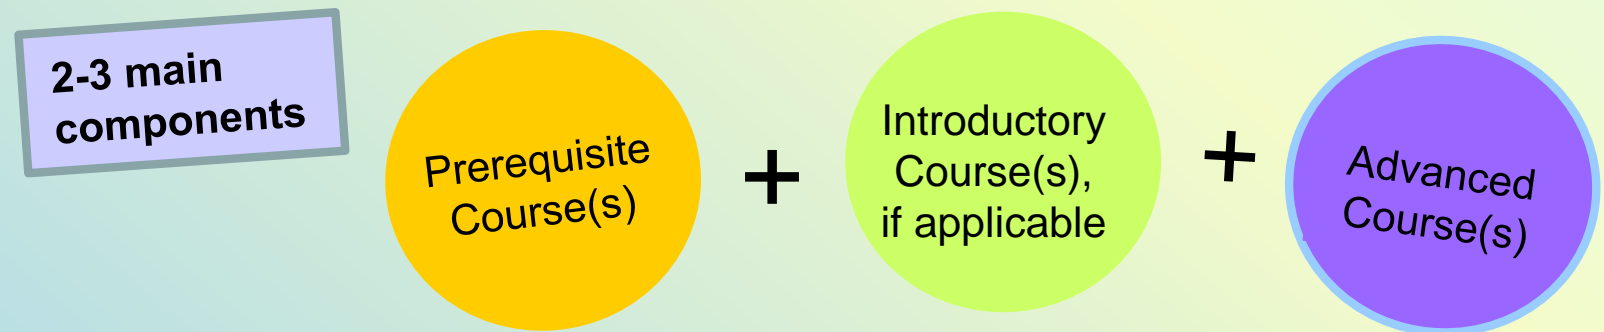 2-3 main
components
Prerequisite
Course(s)
+
Introductory
Course(s),
if applicable
+
Advanced
Course(s)